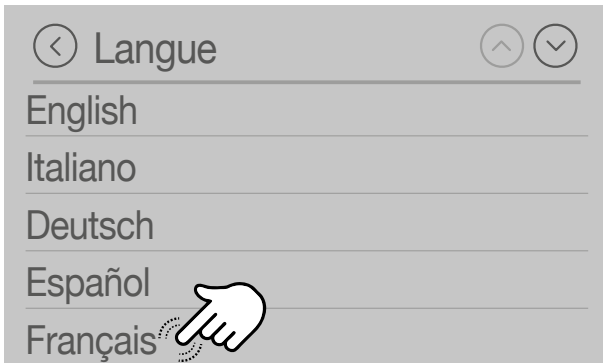 Langue
English
Italiano
Deutsch
Español
Français